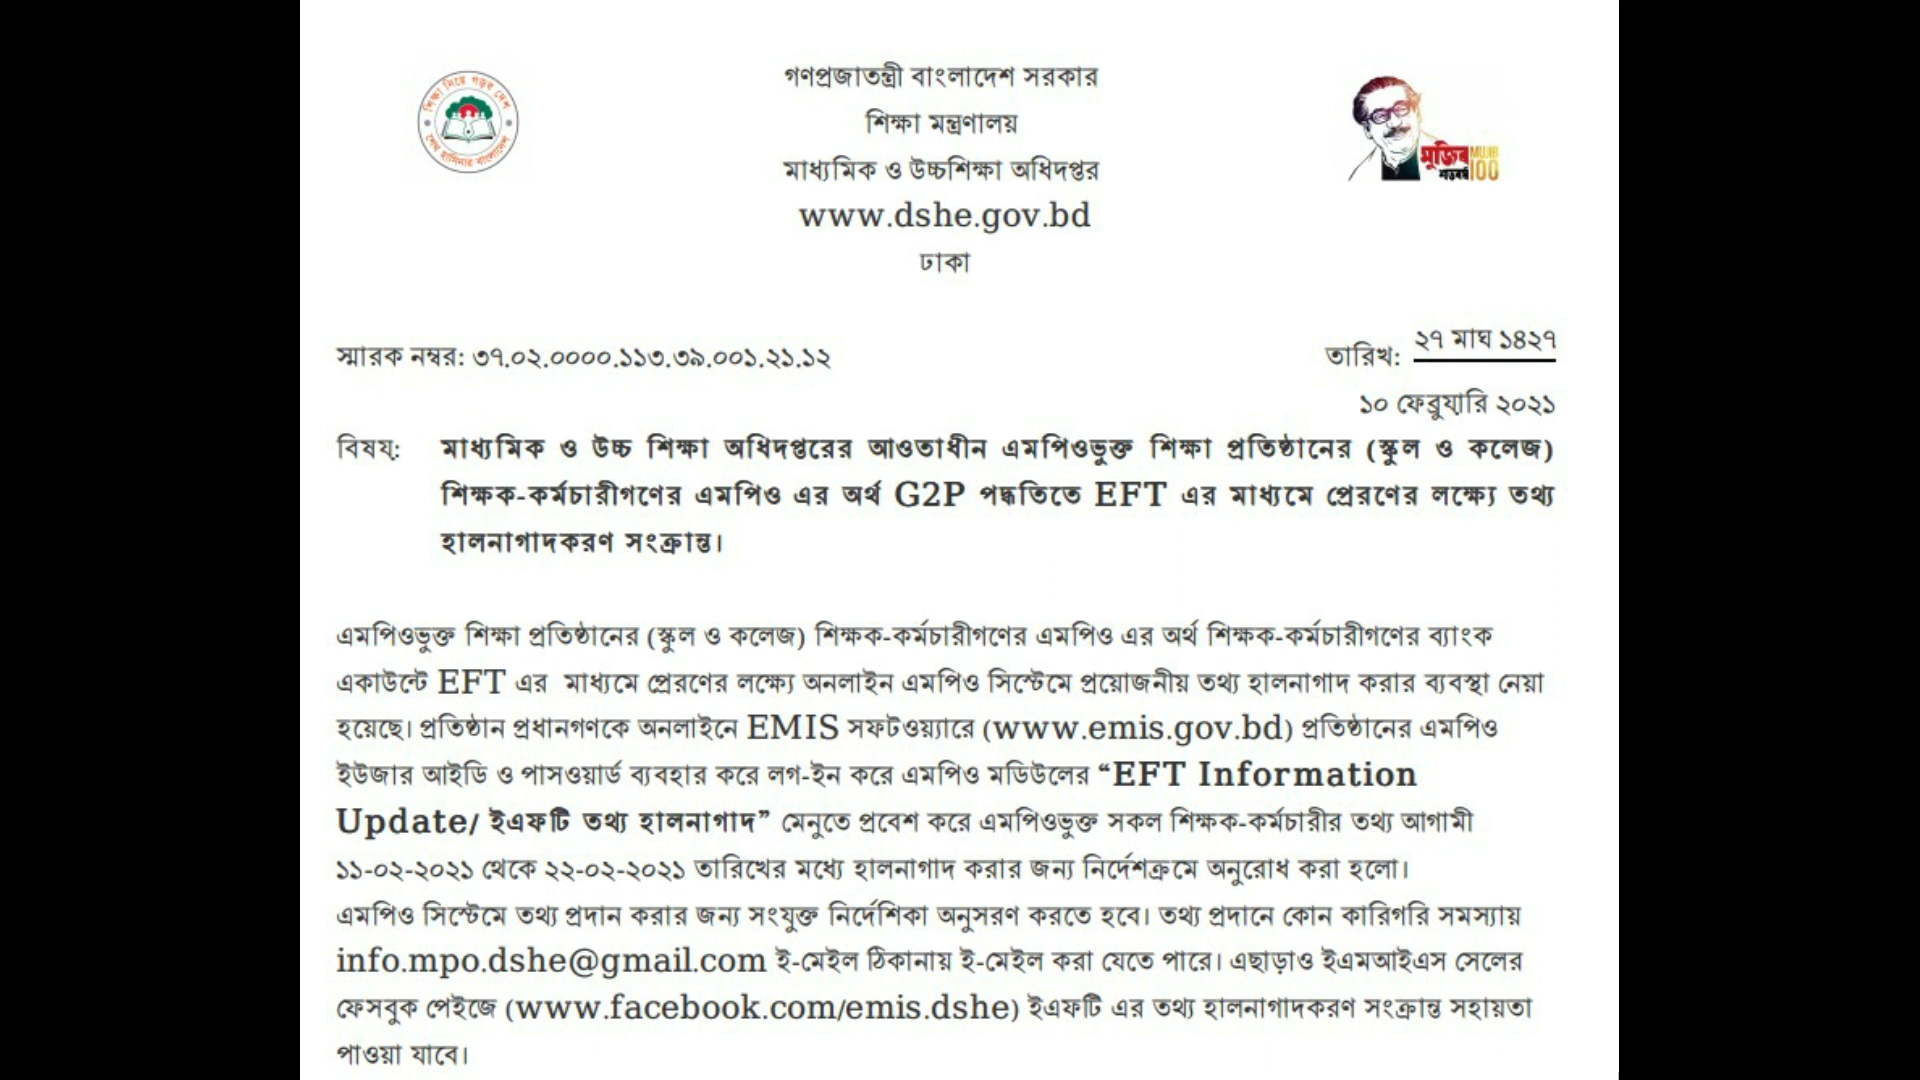 শিক্ষা নিয়ে গড়ব দেশ
শেখ হাসিনার বাংলাদেশ
গণপ্রজাতন্ত্রী বাংলাদেশ সরকার
শিক্ষা মন্ত্রণালয়
মাধ্যমিক ও উচ্চশিক্ষা অধিদপ্তর
www.dshe.gov.bd
ঢাকা
মুজিব MUJIB
শতবর্ষ 100
স্মারক নম্বর: ৩৭.০২.০০০০.১১৩.৩৯.০০১.২১.১২
তারিখ: ২৭ মাঘ ১৪২৭
১০ ফেব্রুয়ারি ২০২১
বিষয়: মাধ্যমিক ও উচ্চ শিক্ষা অধিদপ্তরের আওতাধীন এমপিওভুক্ত শিক্ষা প্রতিষ্ঠানের (স্কুল ও কলেজ)
শিক্ষক-কর্মচারীগণের এমপিও এর অর্থ G2P পদ্ধতিতে EFT এর মাধ্যমে প্রেরণের লক্ষ্যে তথ্য
হালনাগাদকরণ সংক্রান্ত।
এমপিওভুক্ত শিক্ষা প্রতিষ্ঠানের (স্কুল ও কলেজ) শিক্ষক-কর্মচারীগণের এমপিও এর অর্থ শিক্ষক-কর্মচারীগণের ব্যাংক
একাউন্টে EFT এর মাধ্যমে প্রেরণের লক্ষ্যে অনলাইন এমপিও সিস্টেমে প্রয়োজনীয় তথ্য হালনাগাদ করার ব্যবস্থা নেয়া
হয়েছে। প্রতিষ্ঠান প্রধানগণকে অনলাইনে EMIS সফটওয়্যারে (www.emis.gov.bd) প্রতিষ্ঠানের এমপিও
ইউজার আইডি ও পাসওয়ার্ড ব্যবহার করে লগ-ইন করে এমপিও মডিউলের “EFT Information
Update/ ইএফটি তথ্য হালনাগাদ” মেনুতে প্রবেশ করে এমপিওভুক্ত সকল শিক্ষক-কর্মচারীর তথ্য আগামী
১১-০২-২০২১ থেকে ২২-০২-২০২১ তারিখের মধ্যে হালনাগাদ করার জন্য নির্দেশক্রমে অনুরোধ করা হলো।
এমপিও সিস্টেমে তথ্য প্রদান করার জন্য সংযুক্ত নির্দেশিকা অনুসরণ করতে হবে। তথ্য প্রদানে কোন কারিগরি সমস্যায়
info.mpo.dshe@gmail.com ই-মেইল ঠিকানায় ই-মেইল করা যেতে পারে। এছাড়াও ইএমআইএস সেলের
ফেসবুক পেইজে (www.facebook.com/emis.dshe) ইএফটি এর তথ্য হালনাগাদকরণ সংক্রান্ত সহায়তা
পাওয়া যাবে।